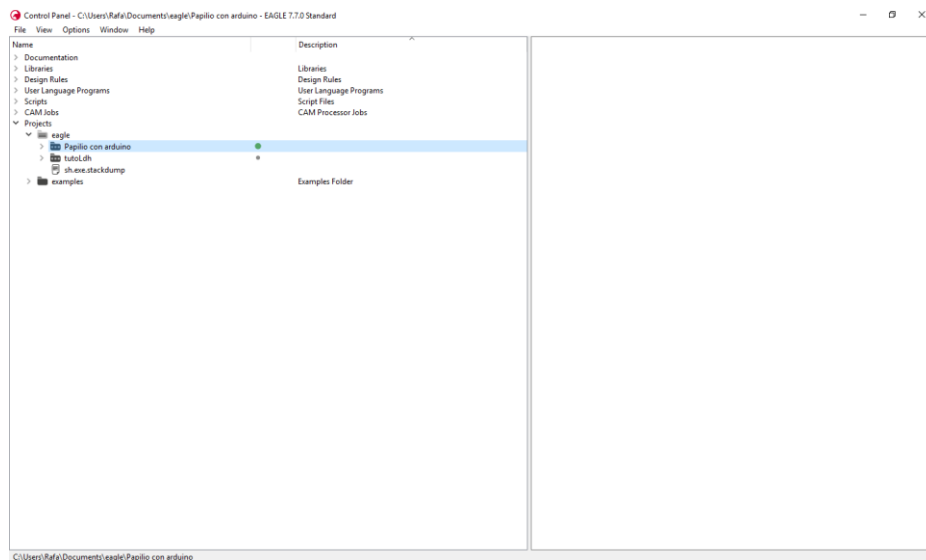 Control Panel - C:\Users\Rafa\Documents\eagle\Papilio con arduino - EAGLE 7.7.0 Standard
File View Options Window Help
Name Description
Documentation
Libraries Libraries
Design Rules Design Rules
User Language Programs User Language Programs
Scripts Script Files
CAM Jobs CAM Processor Jobs
Projects
eagle
Papilio con arduino
tutoLdh
sh.exe.stackdump
examples Examples Folder
C:\Users\Rafa\Documents\eagle\Papilio con arduino